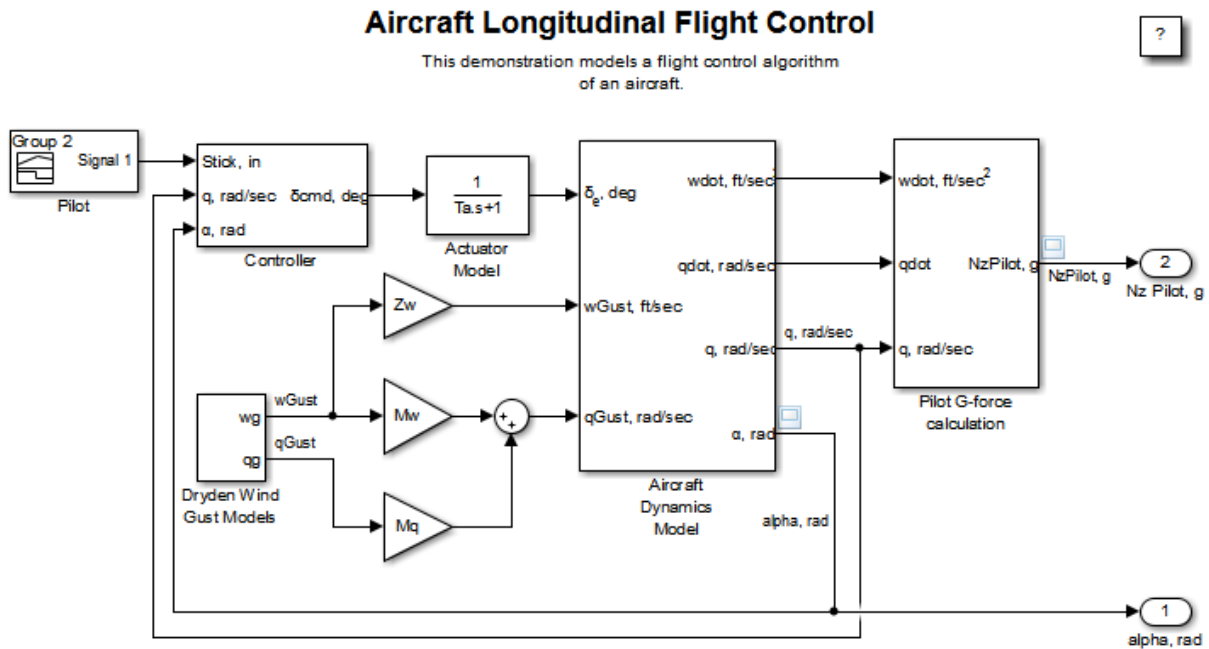 Aircraft Longitudinal Flight Control
?
This demonstration models a flight control algorithm
of an aircraft.
Group 2
Signal 1
Pilot
Stick, in
q, rad/sec
δcmd, deg
α, rad
Controller
1
Ta.s+1
Actuator
Model
Zw
wg
qg
wGust
qGust
Dryden Wind
Gust Models
Mw
Mq
+
+
δe, deg
wGust, ft/sec
qGust, rad/sec
wdot, ft/sec
qdot, rad/sec
q, rad/sec
α, rad
Aircraft
Dynamics
Model
q, rad/sec
alpha, rad
wdot, ft/sec²
qdot
q, rad/sec
NzPilot, g
Pilot G-force
calculation
NzPilot, g
2
Nz Pilot, g
1
alpha, rad